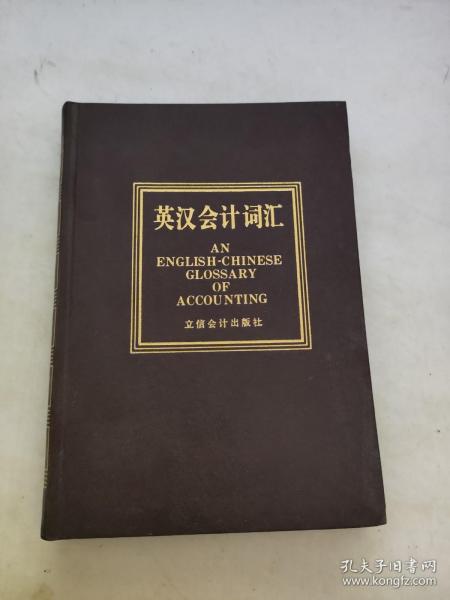 英汉会计词汇
AN
ENGLISH-CHINESE
GLOSSARY
OF
ACCOUNTING
立信会计出版社
孔夫子旧书网
www.kongfz.com